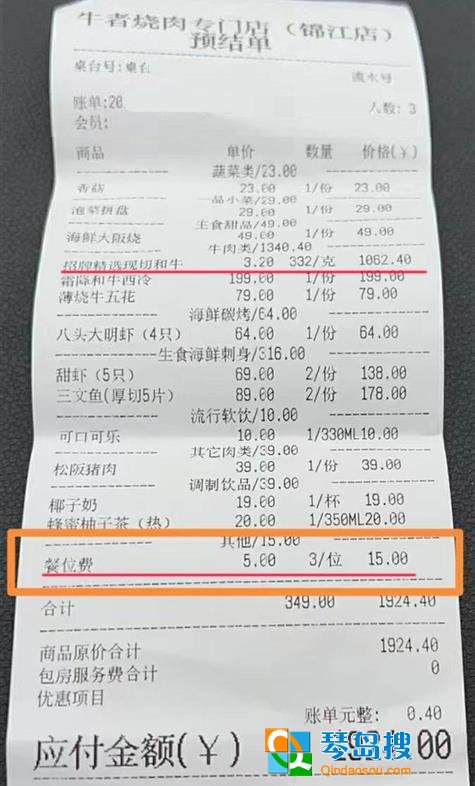 牛者烧肉专门店（锦江店）
预结单
桌台号:桌台
流水号
账单:20
人数:3
会员:
商品 单价 数量 价格(¥)
蔬菜类/23.00
香菇 23.00 1/份 23.00
品小菜/29.00
泡菜拼盘 29.00 1/份 29.00
主食甜品/49.00
海鲜大阪烧 49.00 1/份 49.00
牛肉类/1340.40
招牌精选现切和牛 3.20 332/克 1062.40
霜降和牛西冷 199.00 1/份 199.00
薄烧牛五花 79.00 1/份 79.00
海鲜碳烤/64.00
八头大明虾（4只） 64.00 1/份 64.00
生食海鲜刺身/316.00
甜虾（5只） 69.00 2/份 138.00
三文鱼(厚切5片) 89.00 2/份 178.00
流行软饮/10.00
可口可乐 10.00 1/330ML10.00
其它肉类/39.00
松阪猪肉 39.00 1/份 39.00
调制饮品/39.00
椰子奶 19.00 1/杯 19.00
蜂蜜柚子茶（热） 20.00 1/350ML20.00
其他/15.00
餐位费 5.00 3/位 15.00
合计 349.00 1924.40
商品原价合计 1924.40
包房服务费合计 0
优惠项目
账单元整: 0.40
应付金额(¥) .00
琴岛搜
Qindaosou.com